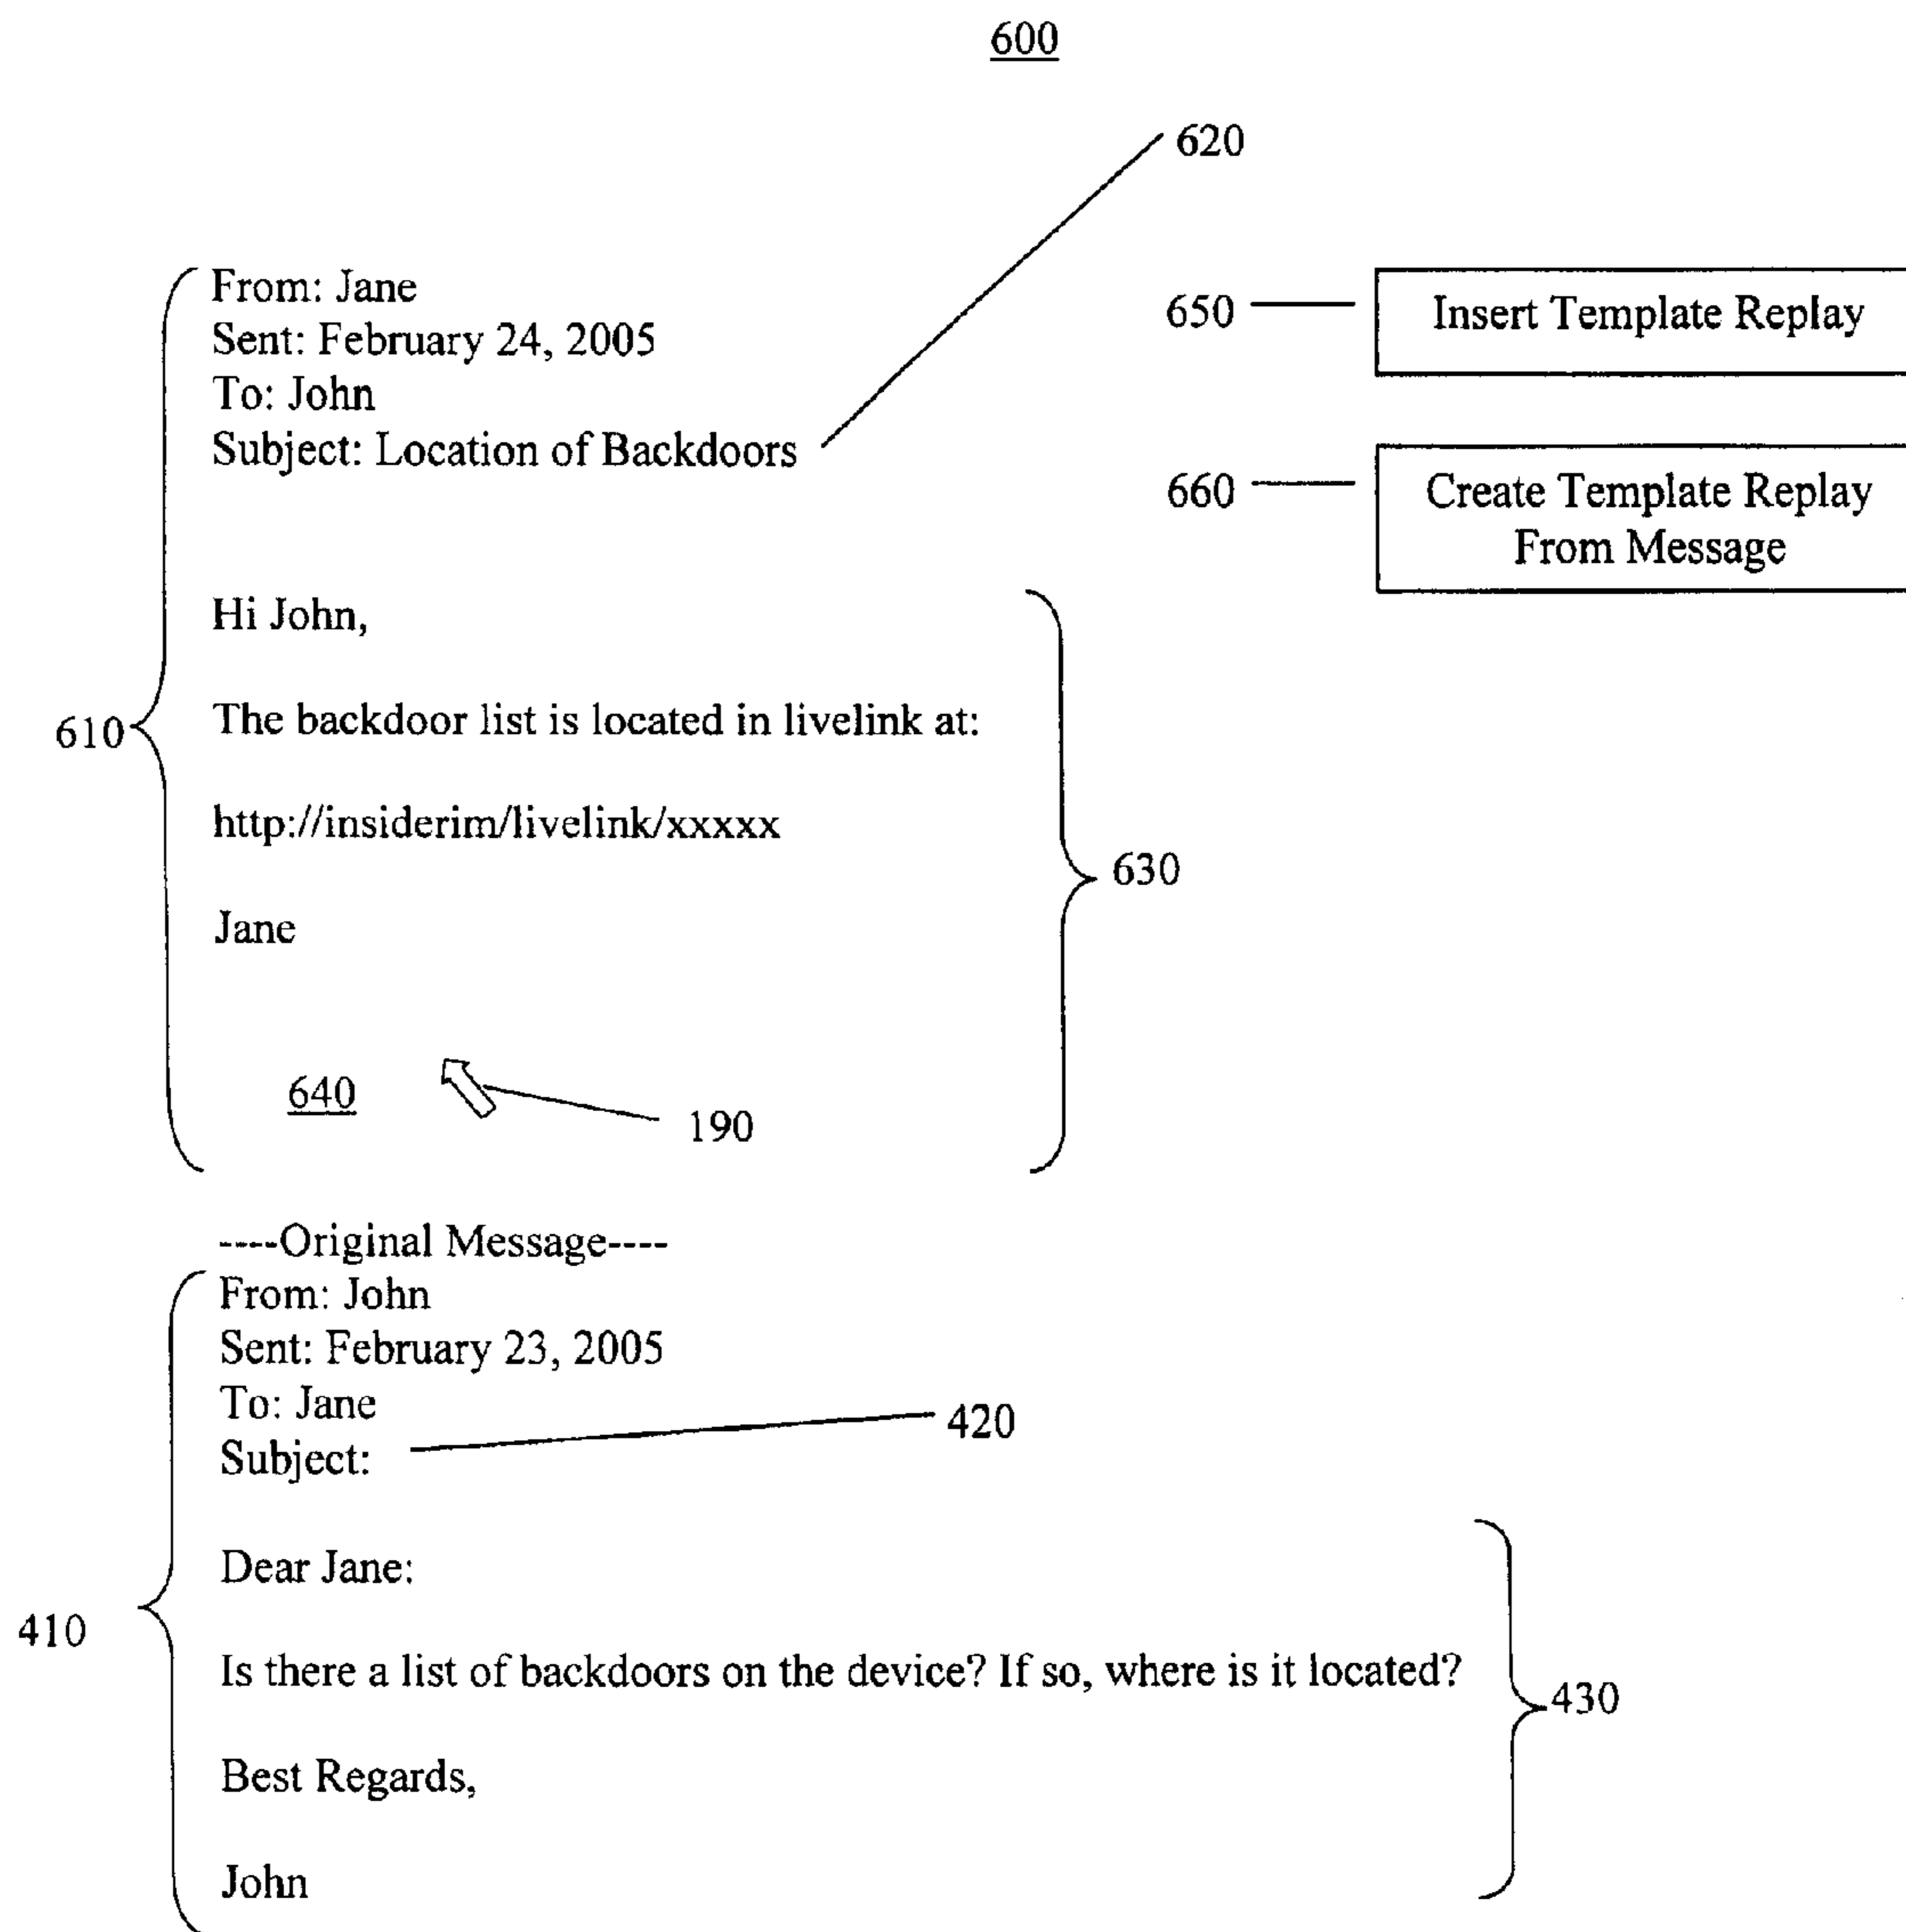 600
620
From: Jane
Sent: February 24, 2005
To: John
Subject: Location of Backdoors
650
Insert Template Replay
660
Create Template Replay
From Message
Hi John,
The backdoor list is located in livelink at:
610
http://insiderim/livelink/xxxxx
630
Jane
640
190
----Original Message----
From: John
Sent: February 23, 2005
To: Jane
420
Subject:
Dear Jane:
410
Is there a list of backdoors on the device? If so, where is it located?
430
Best Regards,
John